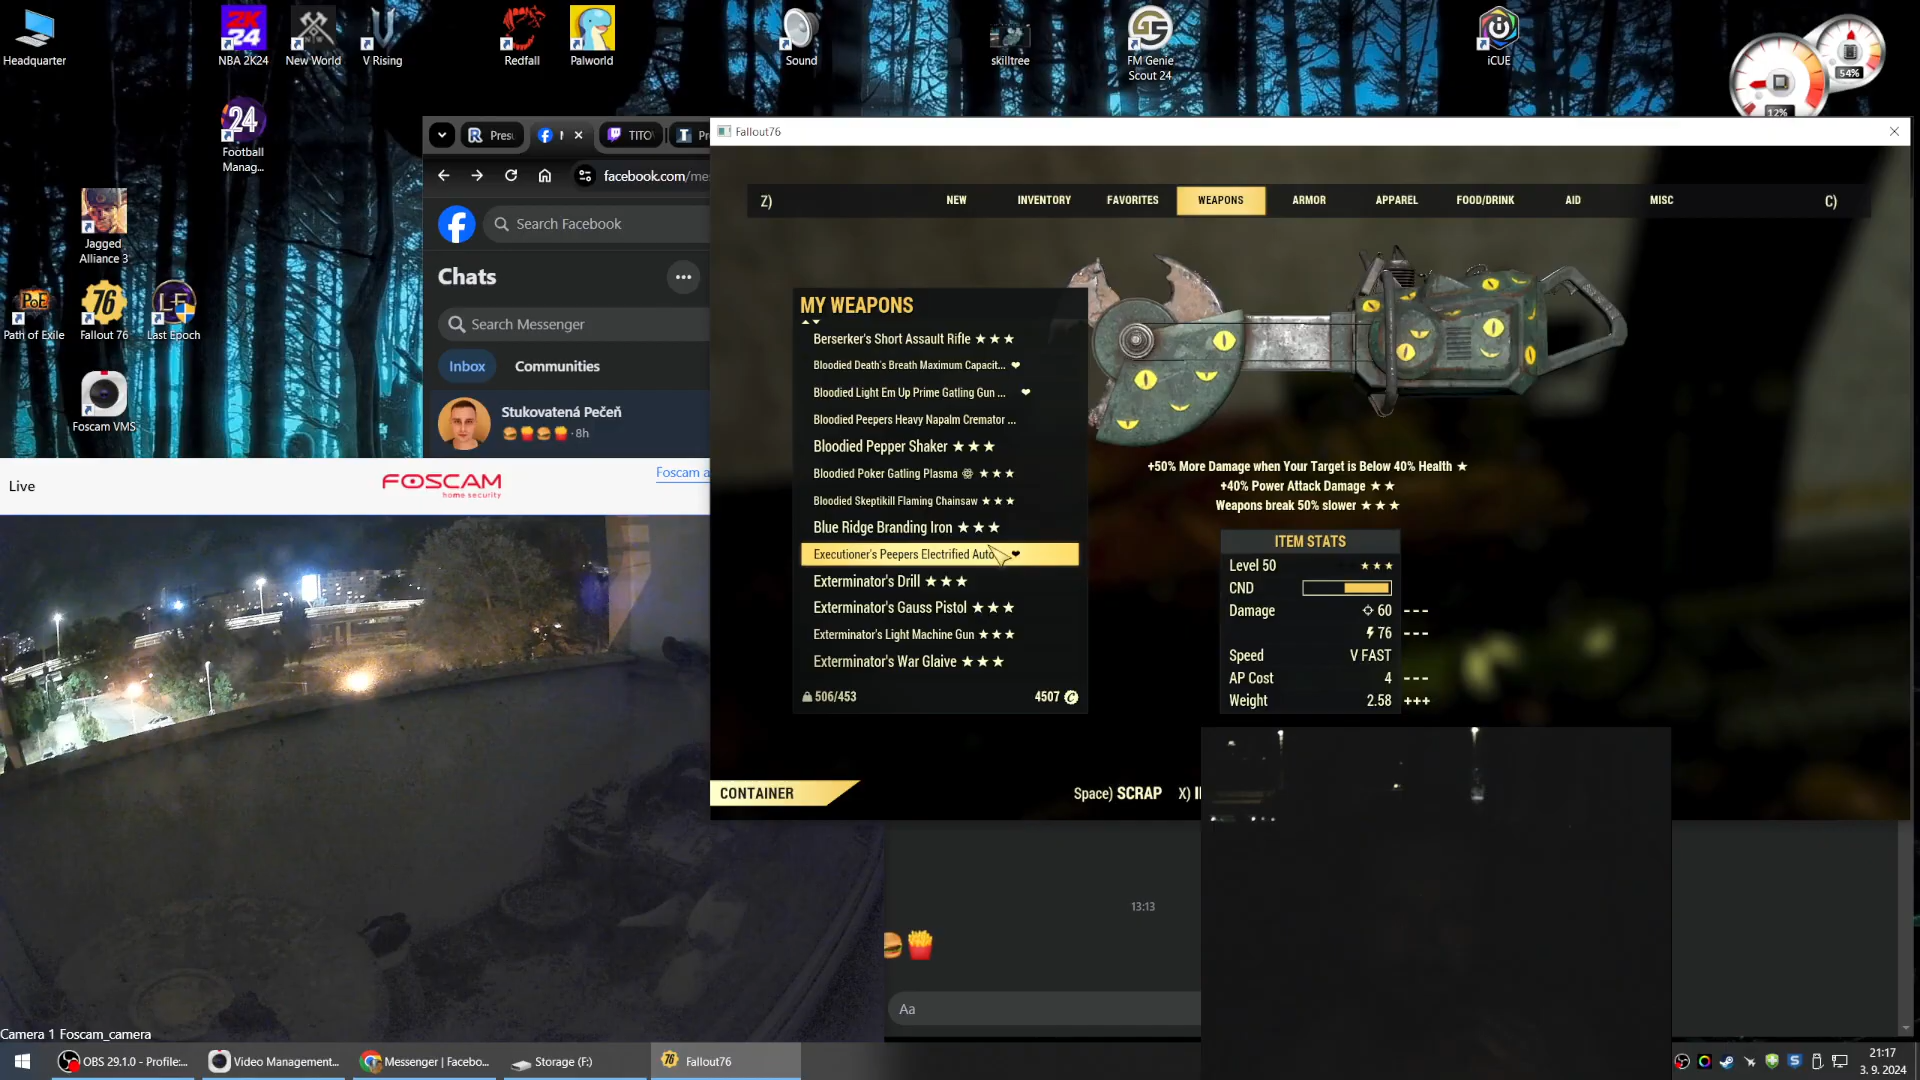 Headquarter
NBA 2K24
New World
V Rising
Redfall
Palworld
Sound
skilltree
FM Genie
Scout 24
iCUE
54%
12%
24
Football
Manag...
Jagged
Alliance 3
Path of Exile
Fallout 76
Last Epoch
Foscam VMS
TITO
facebook.com/me
Search Facebook
Chats
Search Messenger
Inbox
Communities
Stukovatená Pečeň
· 8h
Live
FOSCAM
home security
Foscam a
Camera 1 Foscam_camera
Fallout76
Z)
NEW
INVENTORY
FAVORITES
WEAPONS
ARMOR
APPAREL
FOOD/DRINK
AID
MISC
C)
MY WEAPONS
Berserker's Short Assault Rifle ★ ★ ★
Bloodied Death's Breath Maximum Capacit...
Bloodied Light Em Up Prime Gatling Gun ...
Bloodied Peepers Heavy Napalm Cremator ...
Bloodied Pepper Shaker ★ ★ ★
Bloodied Poker Gatling Plasma ★ ★ ★
Bloodied Skeptikill Flaming Chainsaw ★ ★ ★
Blue Ridge Branding Iron ★ ★ ★
Executioner's Peepers Electrified Auto
Exterminator's Drill ★ ★ ★
Exterminator's Gauss Pistol ★ ★ ★
Exterminator's Light Machine Gun ★ ★ ★
Exterminator's War Glaive ★ ★ ★
506/453
4507
+50% More Damage when Your Target is Below 40% Health ★
+40% Power Attack Damage ★ ★
Weapons break 50% slower ★ ★ ★
ITEM STATS
Level 50 ★ ★ ★
CND
Damage 60 ---
76 ---
Speed V FAST
AP Cost 4 ---
Weight 2.58 +++
CONTAINER
Space) SCRAP
X) I
13:13
Aa
OBS 29.1.0 - Profile:...
Video Management...
Messenger | Facebo...
Storage (F:)
Fallout76
21:17
3. 9. 2024